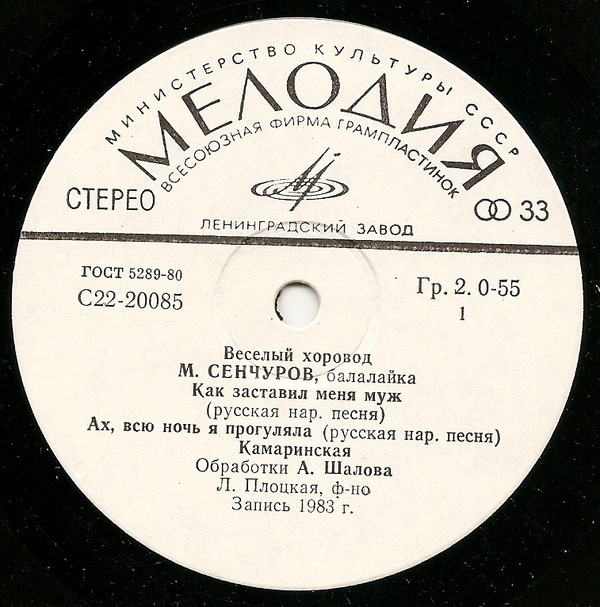 МИНИСТЕРСТВО КУЛЬТУРЫ СССР
МЕЛОДИЯ
ВСЕСОЮЗНАЯ ФИРМА ГРАМПЛАСТИНОК
СТЕРЕО
33
ЛЕНИНГРАДСКИЙ ЗАВОД
ГОСТ 5289-80
С22-20085
Гр. 2. 0-55
1
Веселый хоровод
М. СЕНЧУРОВ, балалайка
Как заставил меня муж
(русская нар. песня)
Ах, всю ночь я прогуляла (русская нар. песня)
Камаринская
Обработки А. Шалова
Л. Плоцкая, ф-но
Запись 1983 г.